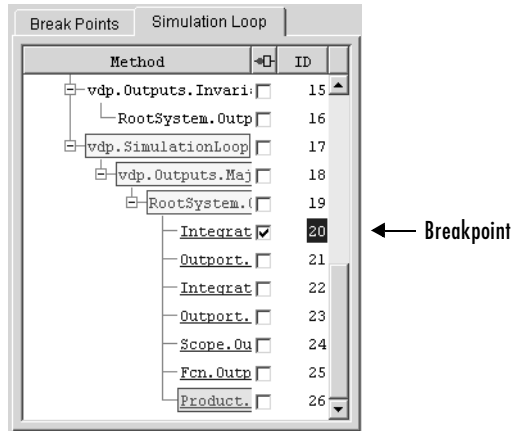 Break Points Simulation Loop
Method ID
vdp.Outputs.Invari 15
RootSystem.Outp 16
vdp.SimulationLoop 17
vdp.Outputs.Maj 18
RootSystem. 19
Integrat 20
Breakpoint
Outport. 21
Integrat 22
Outport. 23
Scope.Ou 24
Fcn.Outp 25
Product. 26